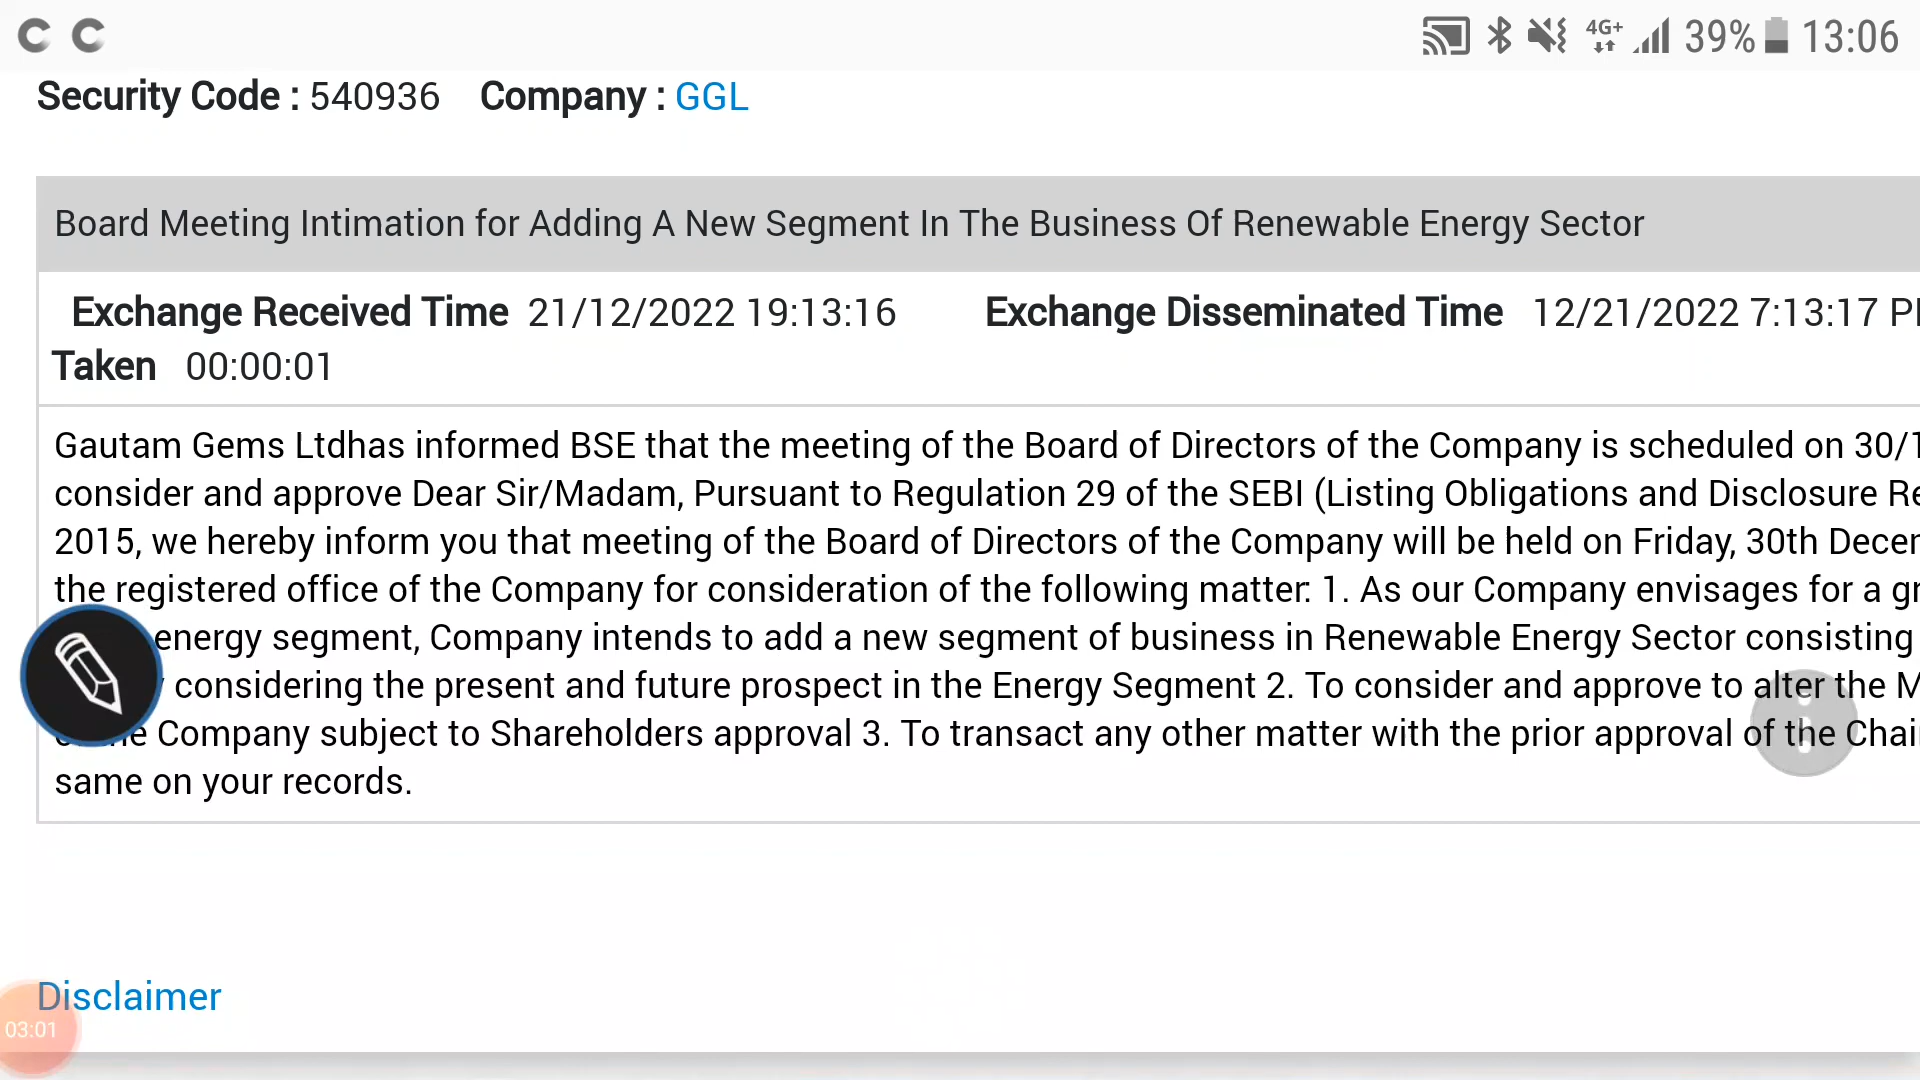 4G+ 39% 13:06
Security Code : 540936 Company : GGL
Board Meeting Intimation for Adding A New Segment In The Business Of Renewable Energy Sector
Exchange Received Time 21/12/2022 19:13:16 Exchange Disseminated Time 12/21/2022 7:13:17
Taken 00:00:01
Gautam Gems Ltdhas informed BSE that the meeting of the Board of Directors of the Company is scheduled on 30/1
consider and approve Dear Sir/Madam, Pursuant to Regulation 29 of the SEBI (Listing Obligations and Disclosure
2015, we hereby inform you that meeting of the Board of Directors of the Company will be held on Friday, 30th
the registered office of the Company for consideration of the following matter: 1. As our Company envisages for a
energy segment, Company intends to add a new segment of business in Renewable Energy Sector consisting
considering the present and future prospect in the Energy Segment 2. To consider and approve to alter the
Company subject to Shareholders approval 3. To transact any other matter with the prior approval of the
same on your records.
Disclaimer
03:01